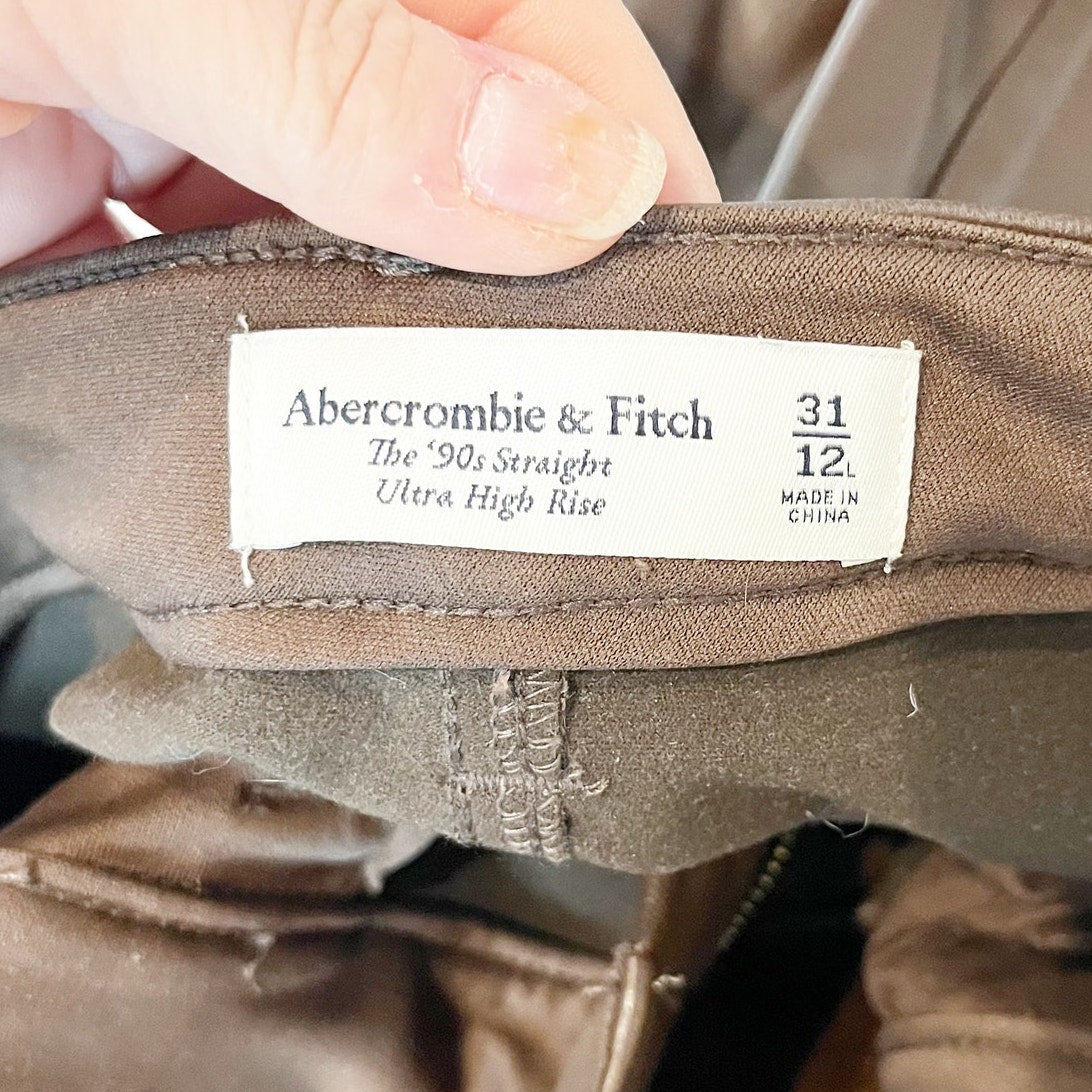 Abercrombie & Fitch
The ‘90s Straight
Ultra High Rise
31
12L
MADE IN
CHINA